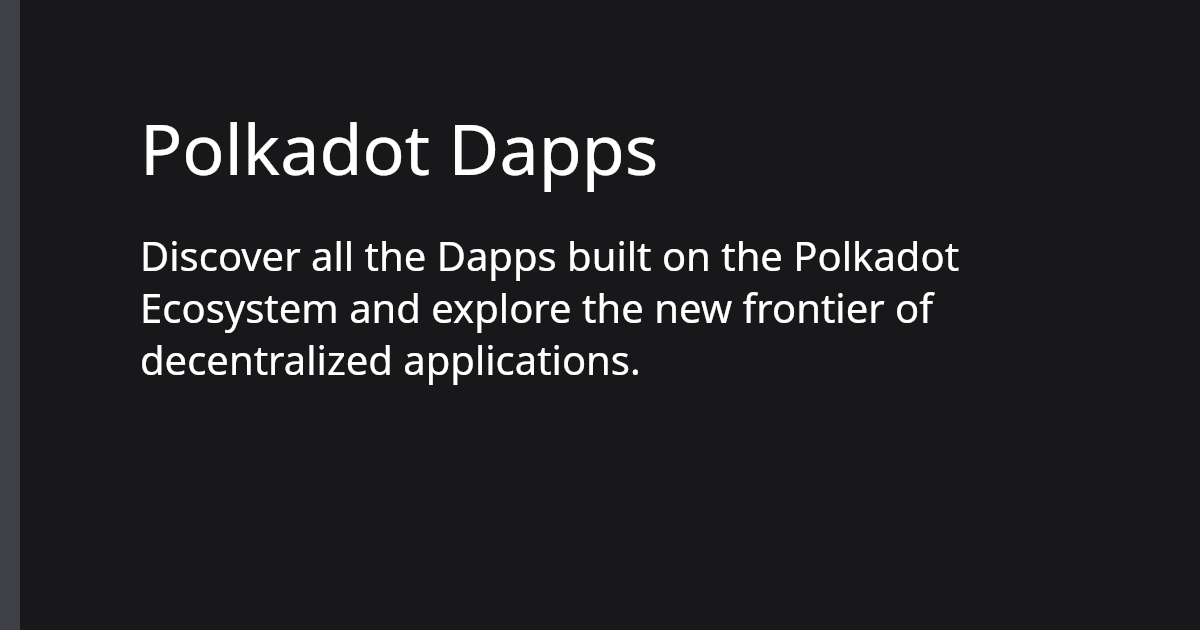 Polkadot Dapps
Discover all the Dapps built on the Polkadot
Ecosystem and explore the new frontier of
decentralized applications.